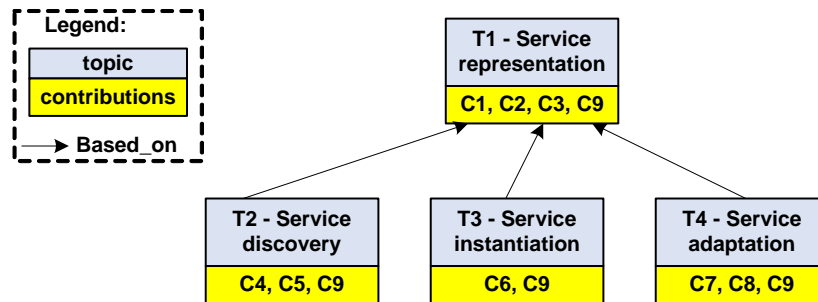 Legend:
topic
contributions
Based_on
T1 - Service
representation
C1, C2, C3, C9
T2 - Service
discovery
C4, C5, C9
T3 - Service
instantiation
C6, C9
T4 - Service
adaptation
C7, C8, C9